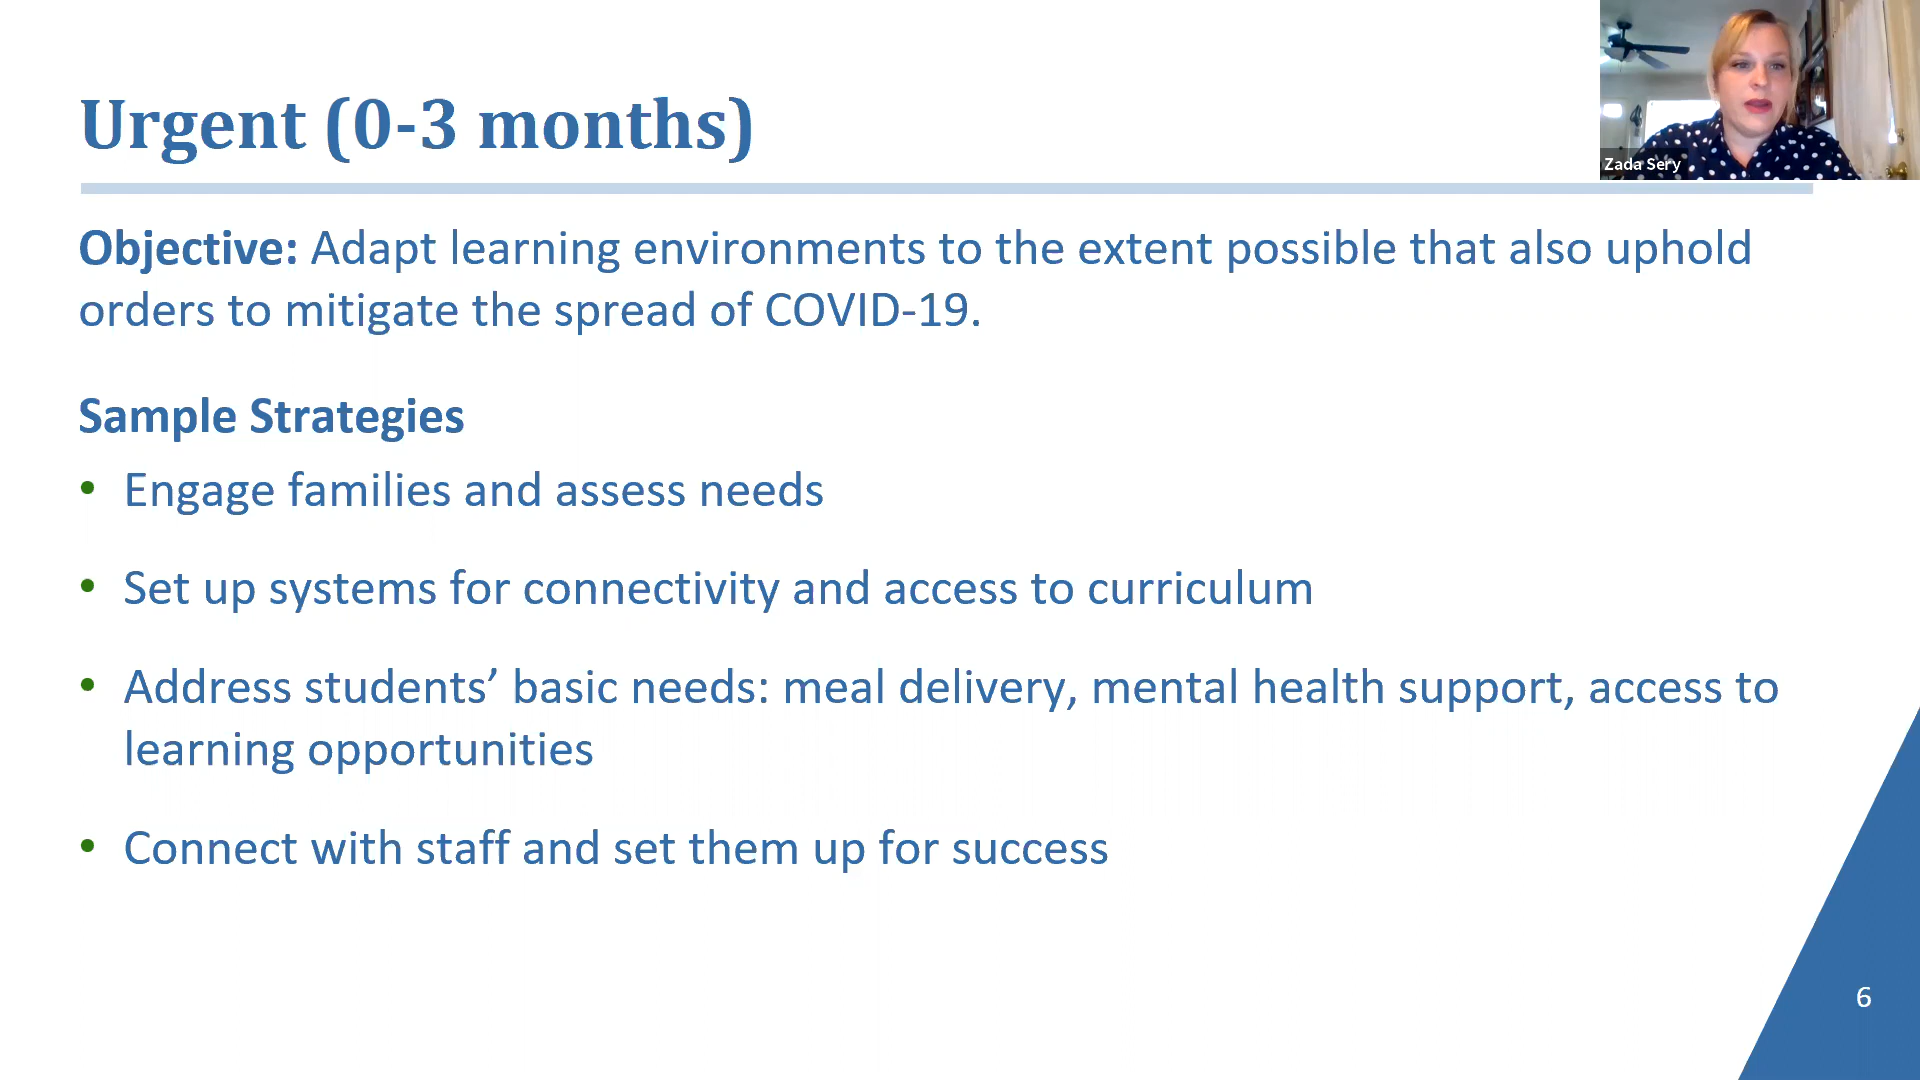 Urgent (0-3 months)
Zada Sery
Objective: Adapt learning environments to the extent possible that also uphold
orders to mitigate the spread of COVID-19.
Sample Strategies
• Engage families and assess needs
• Set up systems for connectivity and access to curriculum
• Address students’ basic needs: meal delivery, mental health support, access to
learning opportunities
• Connect with staff and set them up for success
6